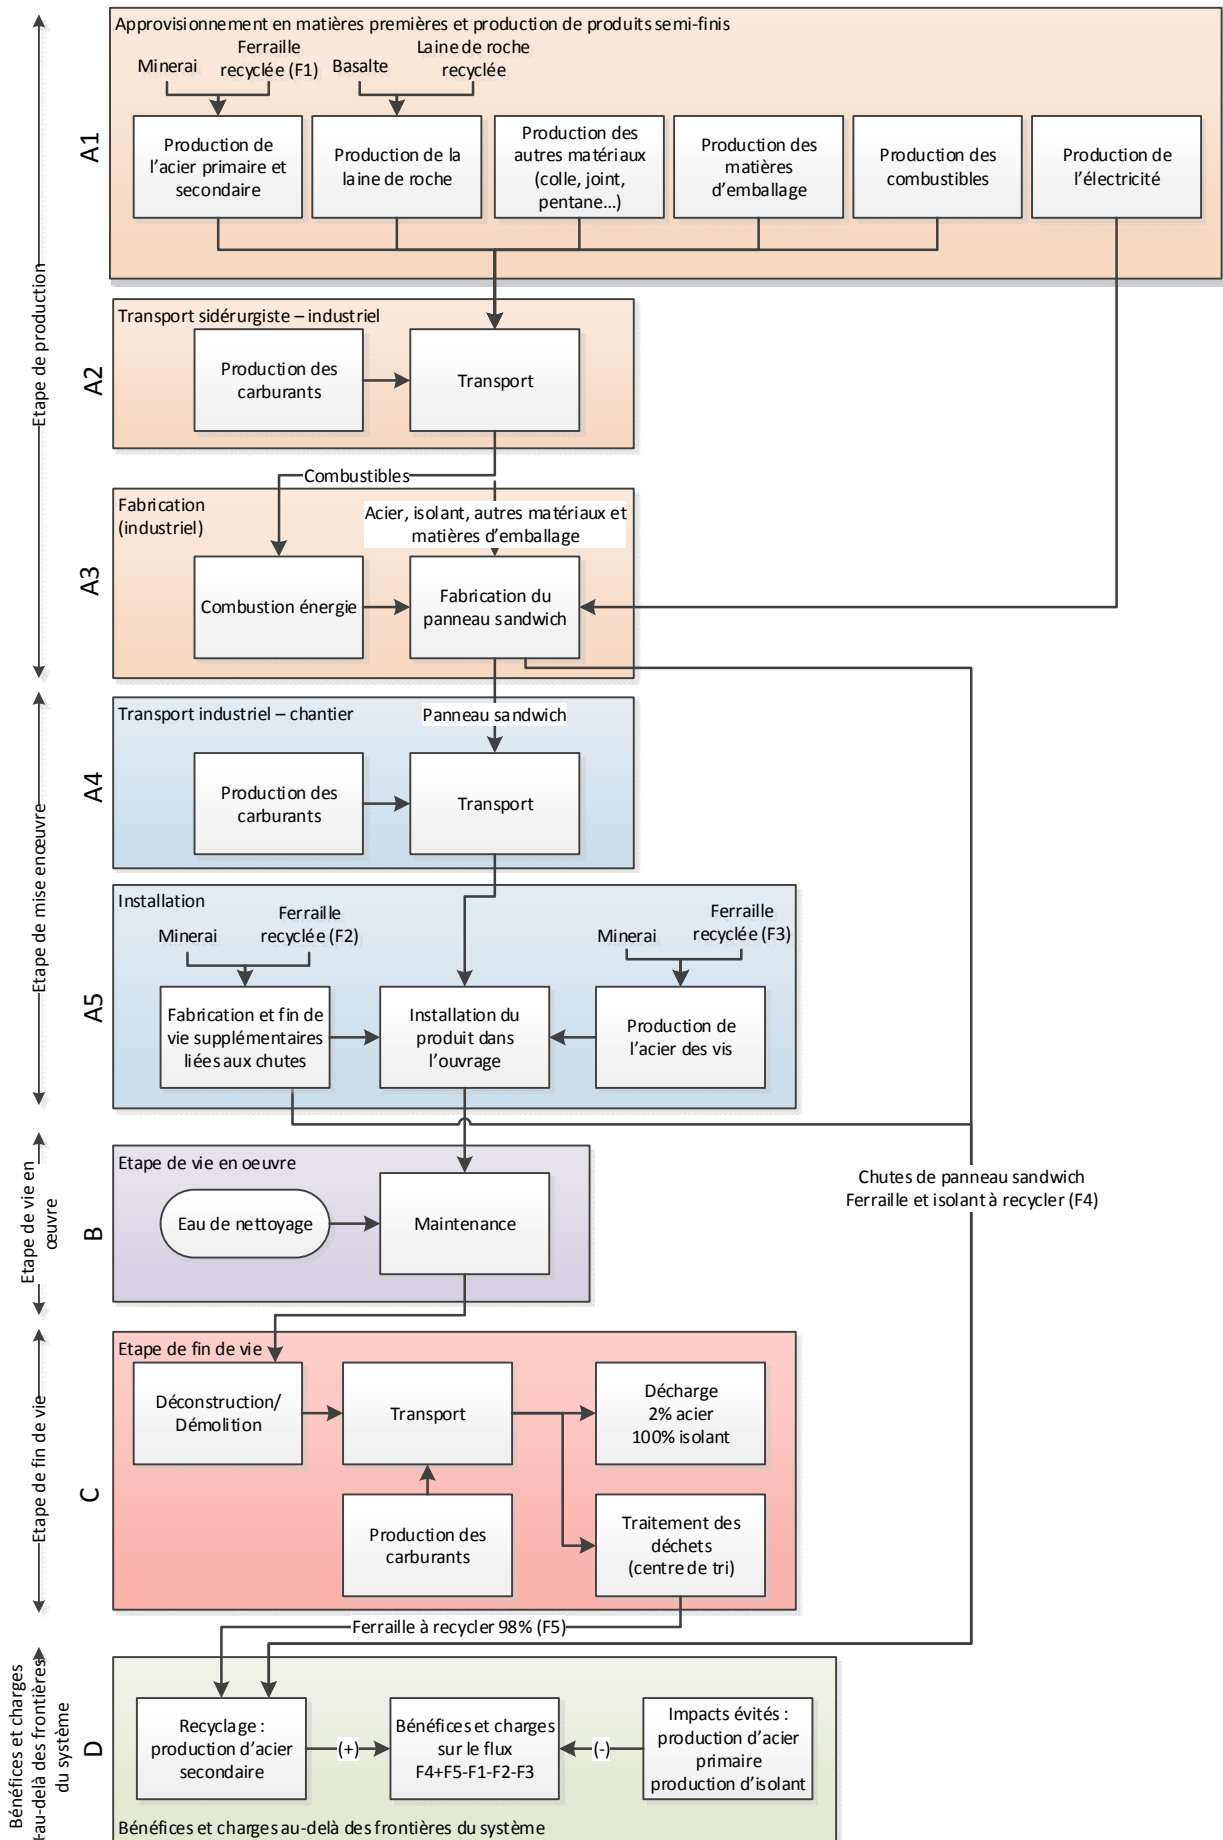 Approvisionnement en matières premières et production de produits semi-finis
Minerai
Ferraille
recyclée (F1)
Basalte
Laine de roche
recyclée
A1
Production de
l'acier primaire et
secondaire
Production de la
laine de roche
Production des
autres matériaux
(colle, joint,
pentane...)
Production des
matières
d'emballage
Production des
combustibles
Production de
l'électricité
Etape de production
Transport sidérurgiste – industriel
A2
Production des
carburants
Transport
Combustibles
Fabrication
(industriel)
Acier, isolant, autres matériaux et
matières d'emballage
A3
Combustion énergie
Fabrication du
panneau sandwich
Transport industriel – chantier
Panneau sandwich
A4
Production des
carburants
Transport
Etape de mise en œuvre
Installation
Minerai
Ferraille
recyclée (F2)
Minerai
Ferraille
recyclée (F3)
A5
Fabrication et fin de
vie supplémentaires
liées aux chutes
Installation du
produit dans
l'ouvrage
Production de
l'acier des vis
Etape de vie en
œuvre
B
Etape de vie en oeuvre
Eau de nettoyage
Maintenance
Chutes de panneau sandwich
Ferraille et isolant à recycler (F4)
Etape de fin de vie
C
Etape de fin de vie
Déconstruction/
Démolition
Transport
Décharge
2% acier
100% isolant
Production des
carburants
Traitement des
déchets
(centre de tri)
Ferraille à recycler 98% (F5)
Bénéfices et charges
au-delà des frontières
du système
D
Recyclage :
production d'acier
secondaire
(+)
Bénéfices et charges
sur le flux
F4+F5-F1-F2-F3
(-)
Impacts évités :
production d'acier
primaire
production d'isolant
Bénéfices et charges au-delà des frontières du système